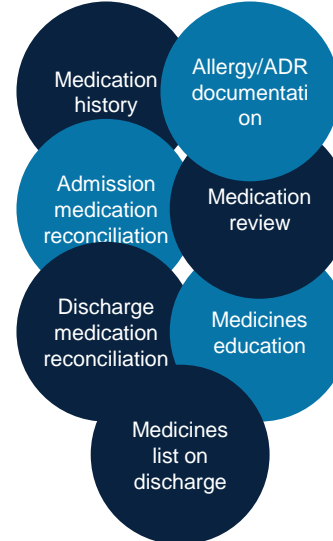 Medication
history
Allergy/ADR
documentati
on
Admission
medication
reconciliation
Medication
review
Discharge
medication
reconciliation
Medicines
education
Medicines
list on
discharge